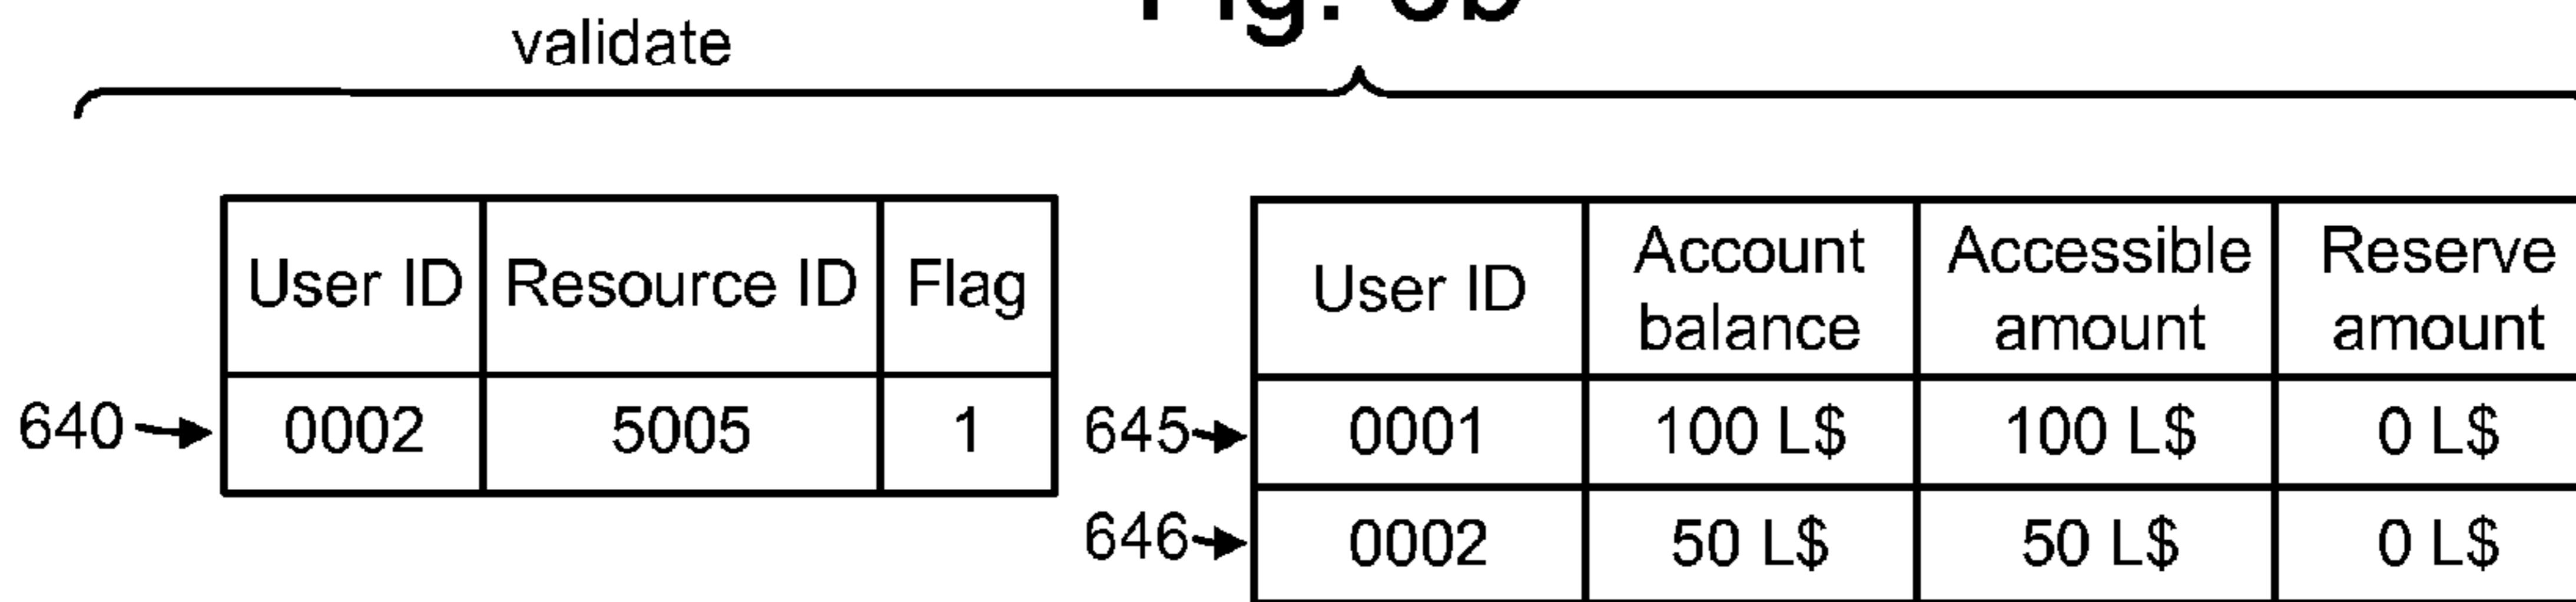 validate
User ID Resource ID Flag
640 0002 5005 1
User ID Account balance Accessible amount Reserve amount
645 0001 100 L$ 100 L$ 0 L$
646 0002 50 L$ 50 L$ 0 L$